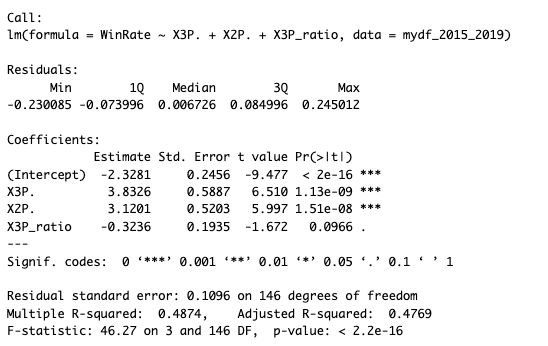 Call:
lm(formula = WinRate ~ X3P. + X2P. + X3P_ratio, data = mydf_2015_2019)
Residuals:
Min 1Q Median 3Q Max
-0.230085 -0.073996 0.006726 0.084996 0.245012
Coefficients:
Estimate Std. Error t value Pr(>|t|)
(Intercept) -2.3281 0.2456 -9.477 < 2e-16 ***
X3P. 3.8326 0.5887 6.510 1.13e-09 ***
X2P. 3.1201 0.5203 5.997 1.51e-08 ***
X3P_ratio -0.3236 0.1935 -1.672 0.0966 .
---
Signif. codes: 0 ‘***’ 0.001 ‘**’ 0.01 ‘*’ 0.05 ‘.’ 0.1 ‘ ’ 1
Residual standard error: 0.1096 on 146 degrees of freedom
Multiple R-squared: 0.4874, Adjusted R-squared: 0.4769
F-statistic: 46.27 on 3 and 146 DF, p-value: < 2.2e-16